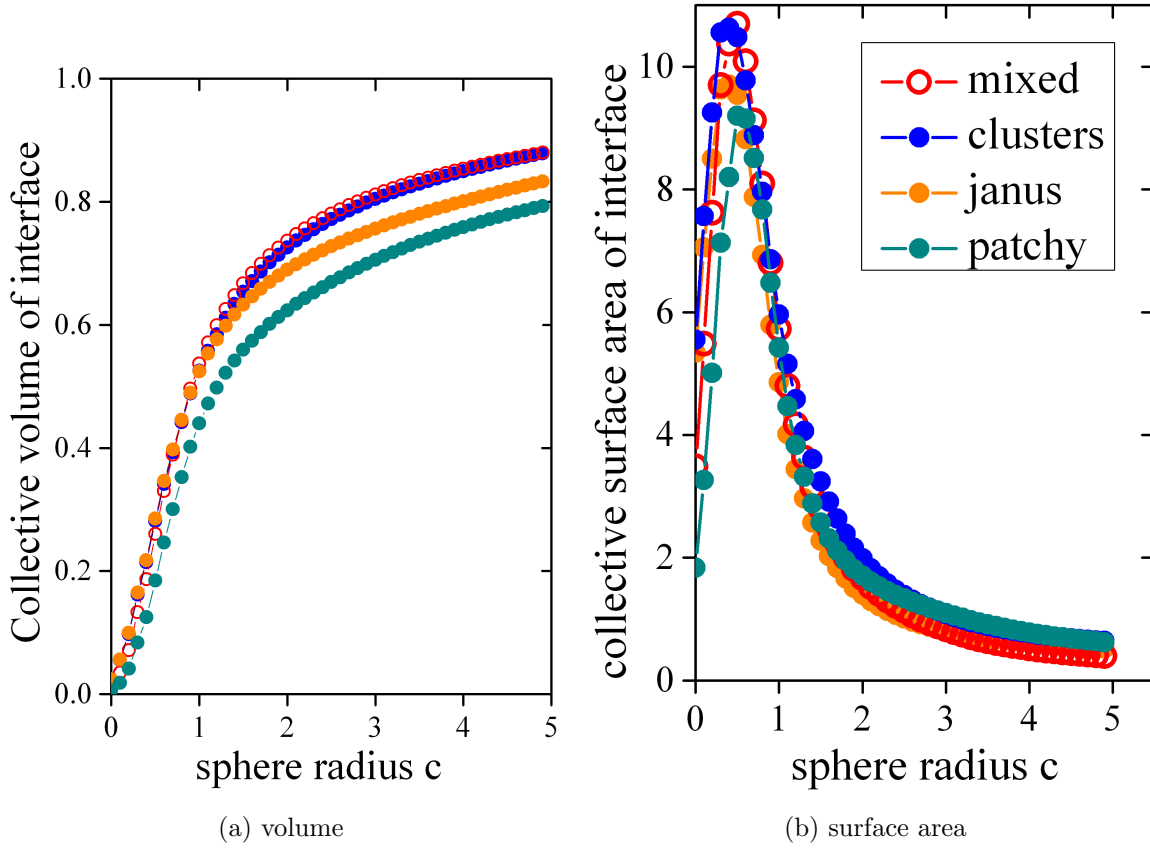 Collective volume of interface
1.0
0.8
0.6
0.4
0.2
0.0
0 1 2 3 4 5
sphere radius c
(a) volume
collective surface area of interface
10
8
6
4
2
0
0 1 2 3 4 5
sphere radius c
mixed
clusters
janus
patchy
(b) surface area